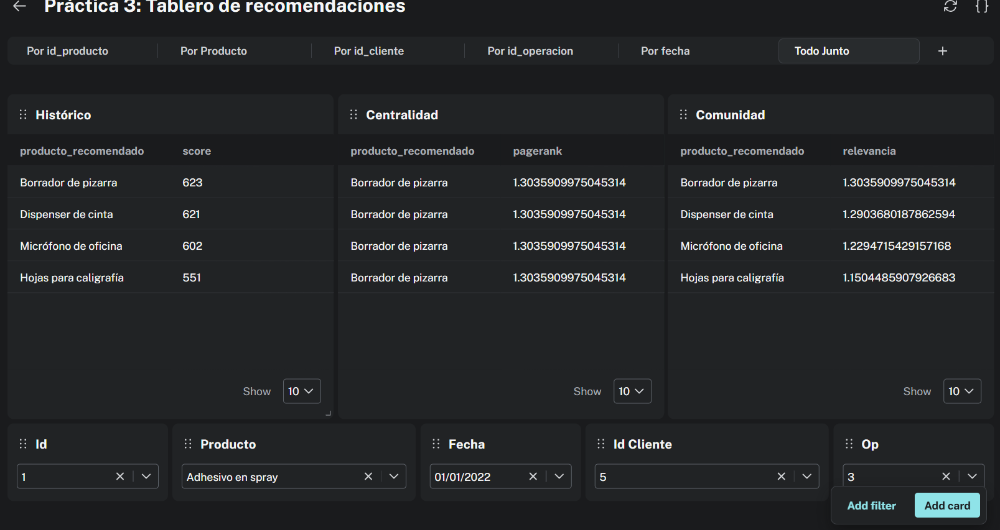 Práctica 3: Tablero de recomendaciones
Por id_producto
Por Producto
Por id_cliente
Por id_operacion
Por fecha
Todo Junto
Histórico
producto_recomendado score
Borrador de pizarra 623
Dispenser de cinta 621
Micrófono de oficina 602
Hojas para caligrafía 551
Show 10
Centralidad
producto_recomendado pagerank
Borrador de pizarra 1.3035909975045314
Borrador de pizarra 1.3035909975045314
Borrador de pizarra 1.3035909975045314
Borrador de pizarra 1.3035909975045314
Show 10
Comunidad
producto_recomendado relevancia
Borrador de pizarra 1.3035909975045314
Dispenser de cinta 1.2903680187862594
Micrófono de oficina 1.2294715429157168
Hojas para caligrafía 1.1504485907926683
Show 10
Id
1
Producto
Adhesivo en spray
Fecha
01/01/2022
Id Cliente
5
Op
3
Add filter
Add card